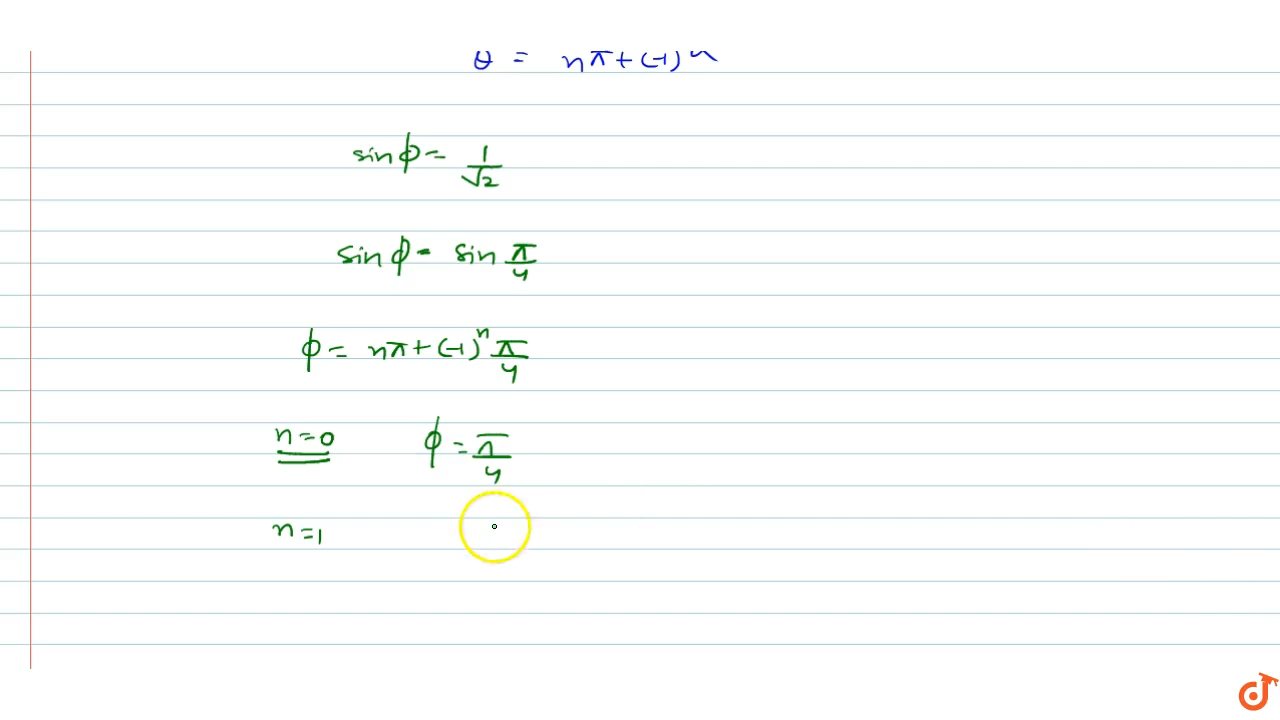 θ = nπ + (-1)
sin ϕ = 1/√2
sin ϕ = sin π/4
ϕ = nπ + (-1)ⁿ π/4
n = 0 ϕ = π/4
n = 1